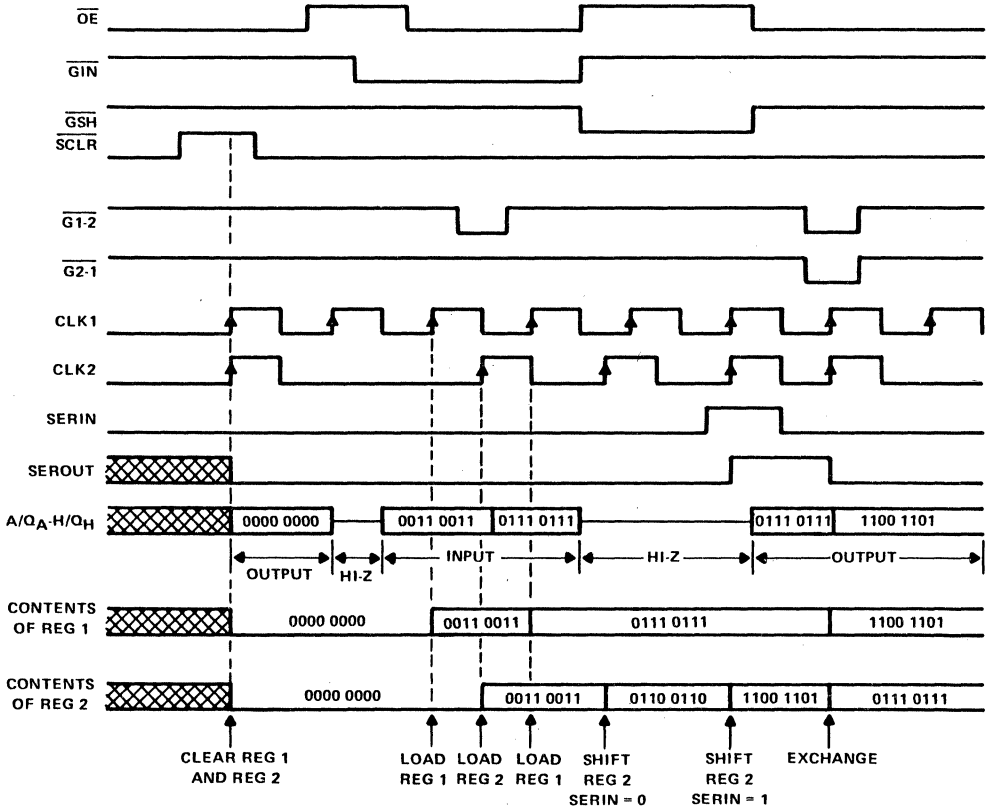 OE
GIN
GSH
SCLR
G1-2
G2-1
CLK1
CLK2
SERIN
SEROUT
A/QA-H/QH
0000 0000
0011 0011
0111 0111
0111 0111
1100 1101
OUTPUT
HI-Z
INPUT
HI-Z
OUTPUT
CONTENTS
OF REG 1
0000 0000
0011 0011
0111 0111
1100 1101
CONTENTS
OF REG 2
0000 0000
0011 0011
0110 0110
1100 1101
0111 0111
CLEAR REG 1
AND REG 2
LOAD
REG 1
LOAD
REG 2
LOAD
REG 1
SHIFT
REG 2
SERIN = 0
SHIFT
REG 2
SERIN = 1
EXCHANGE